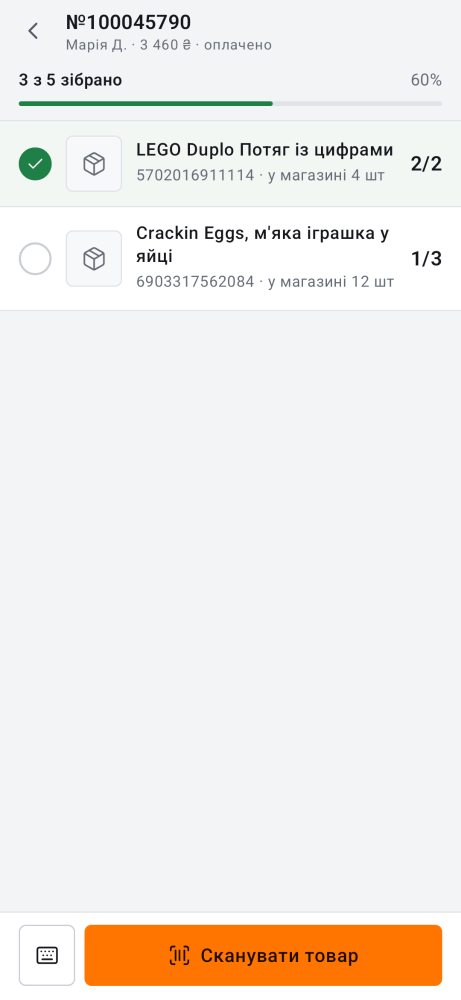 №100045790
Марія Д. · 3 460 ₴ · оплачено
3 з 5 зібрано
60%
LEGO Duplo Потяг із цифрами
5702016911114 · у магазині 4 шт
2/2
Crackin Eggs, м'яка іграшка у
яйці
6903317562084 · у магазині 12 шт
1/3
Сканувати товар